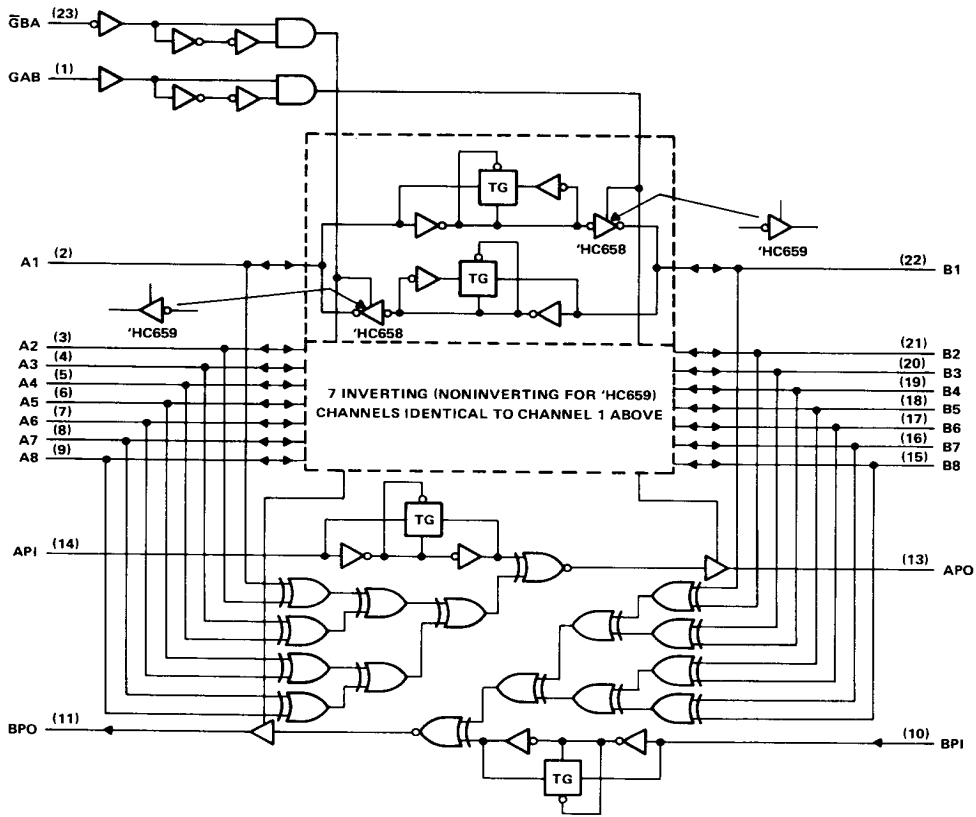 ḠBA (23)
GAB (1)
TG
'HC658
'HC659
A1 (2)
(22) B1
TG
'HC659
'HC658
A2 (3)
A3 (4)
A4 (5)
A5 (6)
A6 (7)
A7 (8)
A8 (9)
7 INVERTING (NONINVERTING FOR 'HC659)
CHANNELS IDENTICAL TO CHANNEL 1 ABOVE
(21) B2
(20) B3
(19) B4
(18) B5
(17) B6
(16) B7
(15) B8
TG
API (14)
(13) APO
BPO (11)
(10) BPI
TG